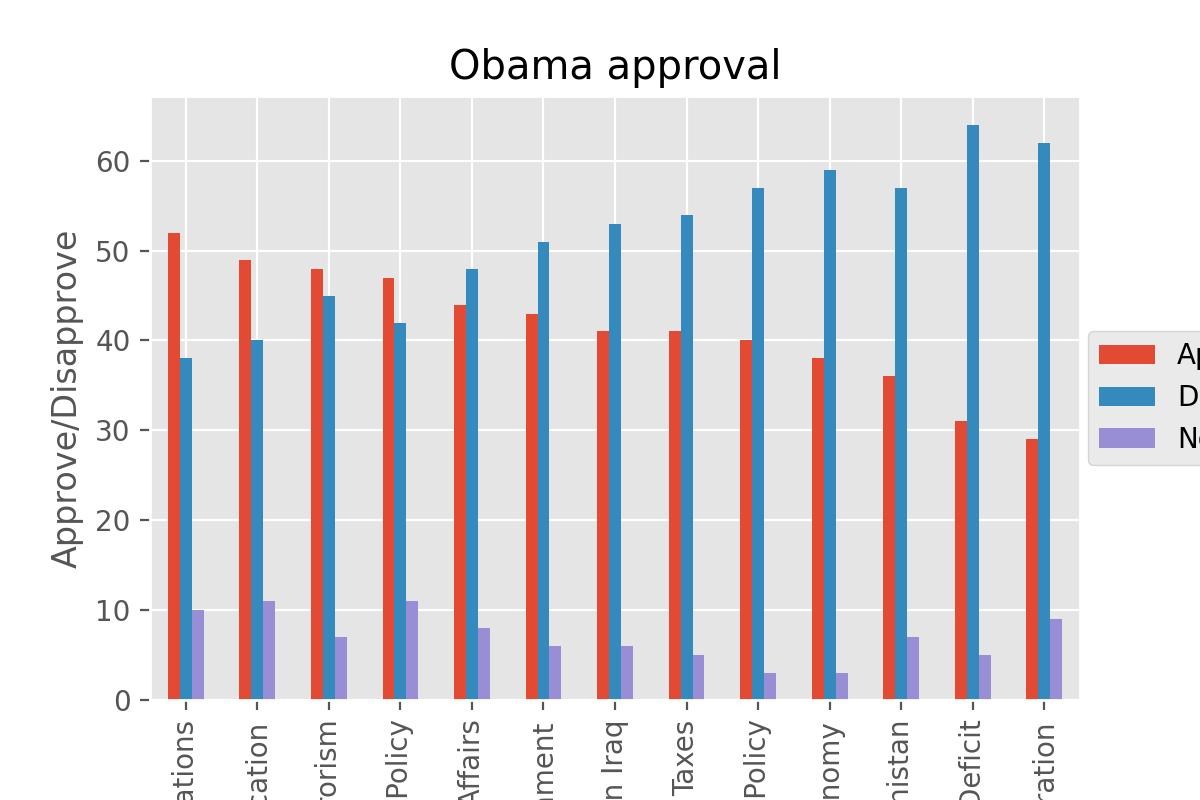 Obama approval
Approve/Disapprove
60
50
40
30
20
10
0
ations
cation
rorism
Policy
Affairs
nment
n Iraq
Taxes
Policy
nomy
nistan
Deficit
ration
Ap
D
No